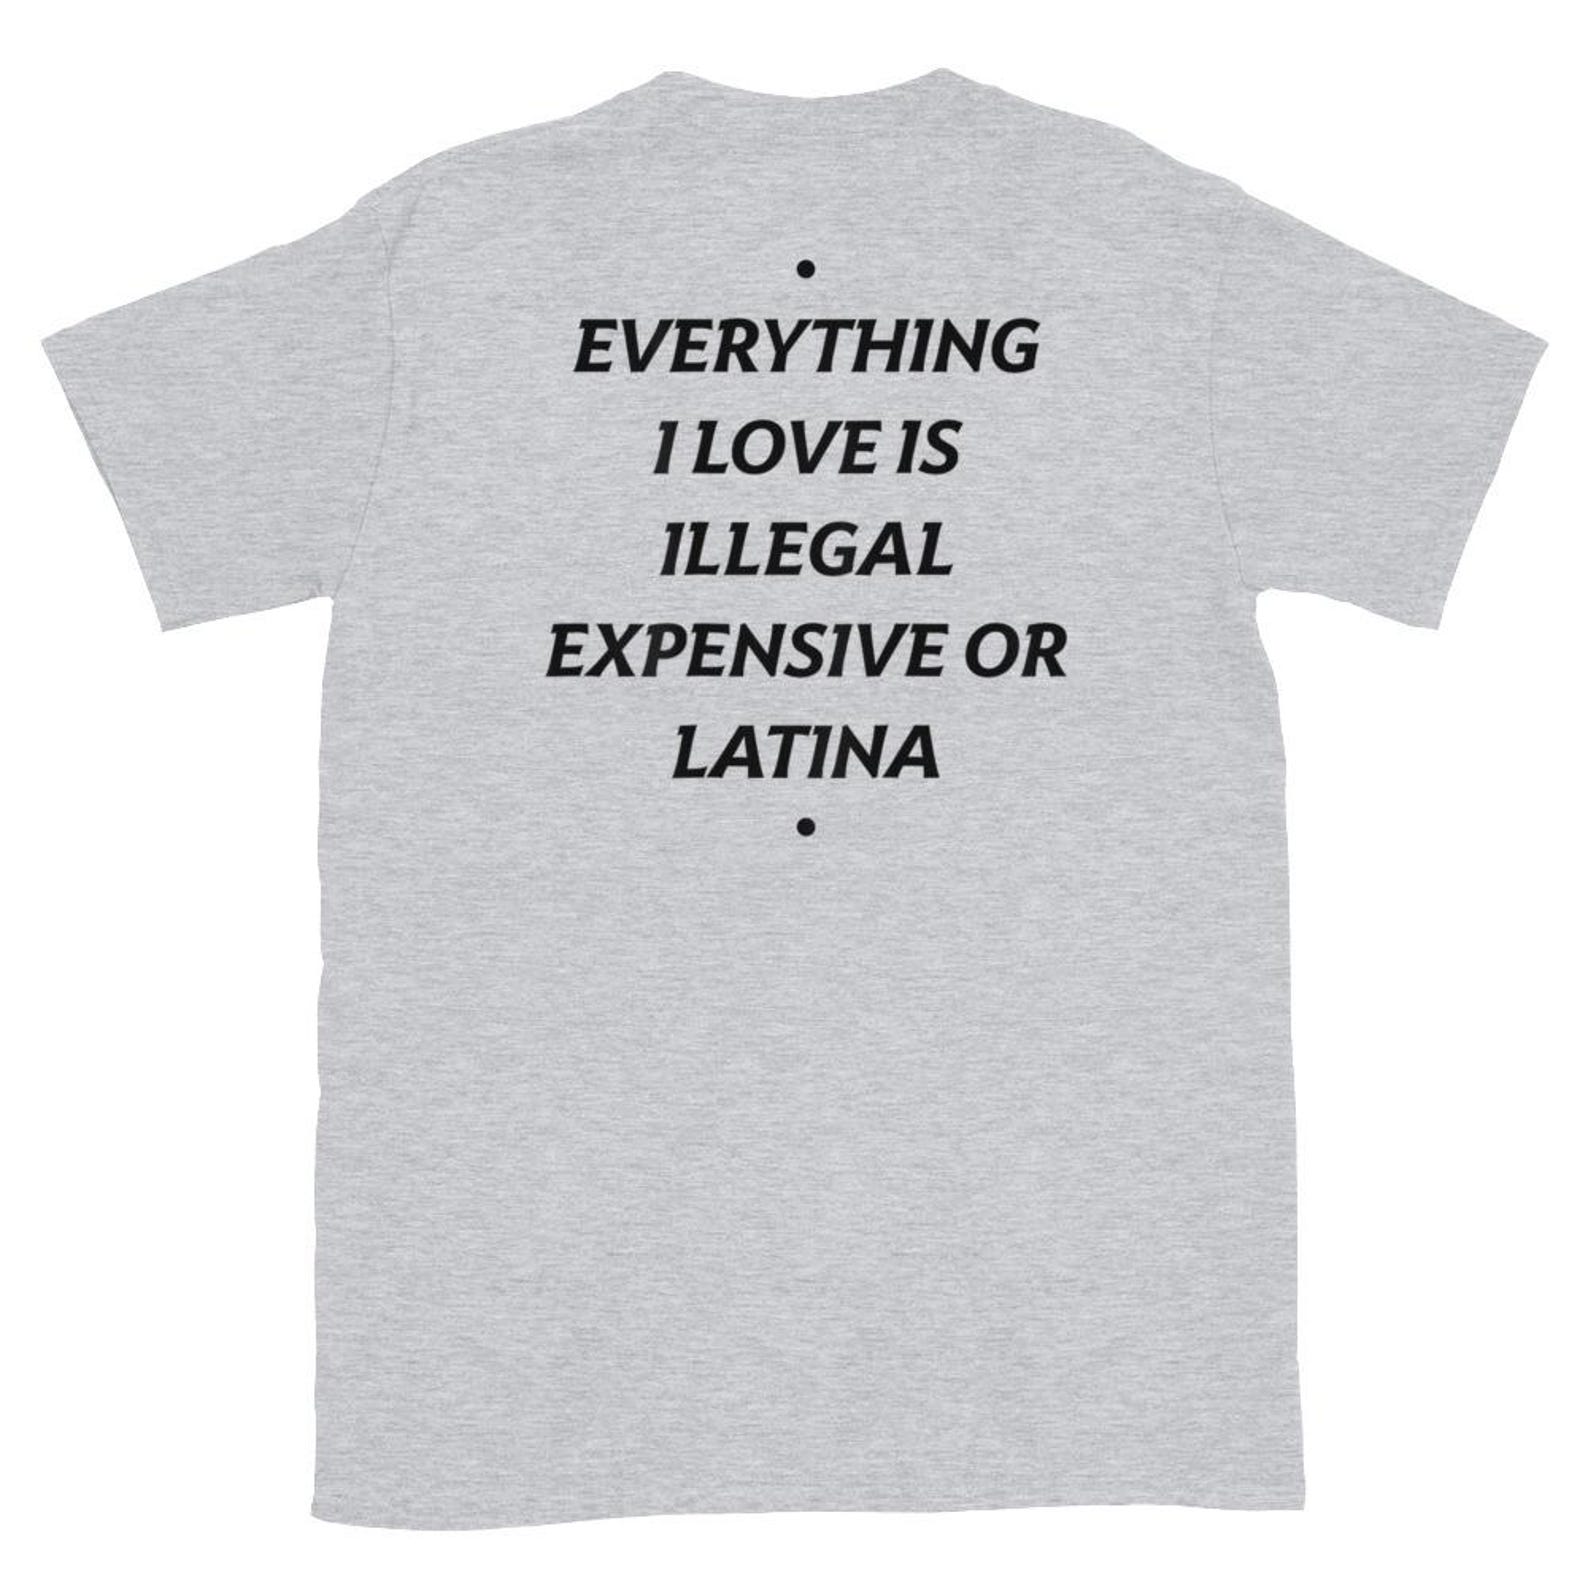 EVERYTHING
I LOVE IS
ILLEGAL
EXPENSIVE OR
LATINA